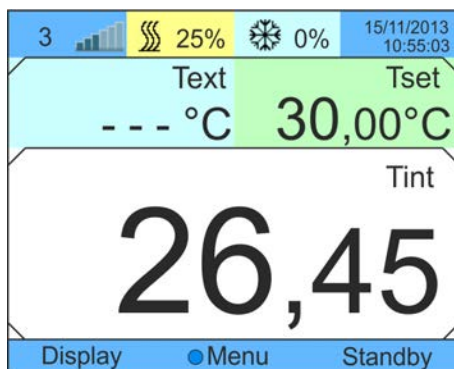 3 25% 0% 15/11/2013
10:55:03
Text Tset
- - - °C 30,00°C
Tint
26,45
Display Menu Standby